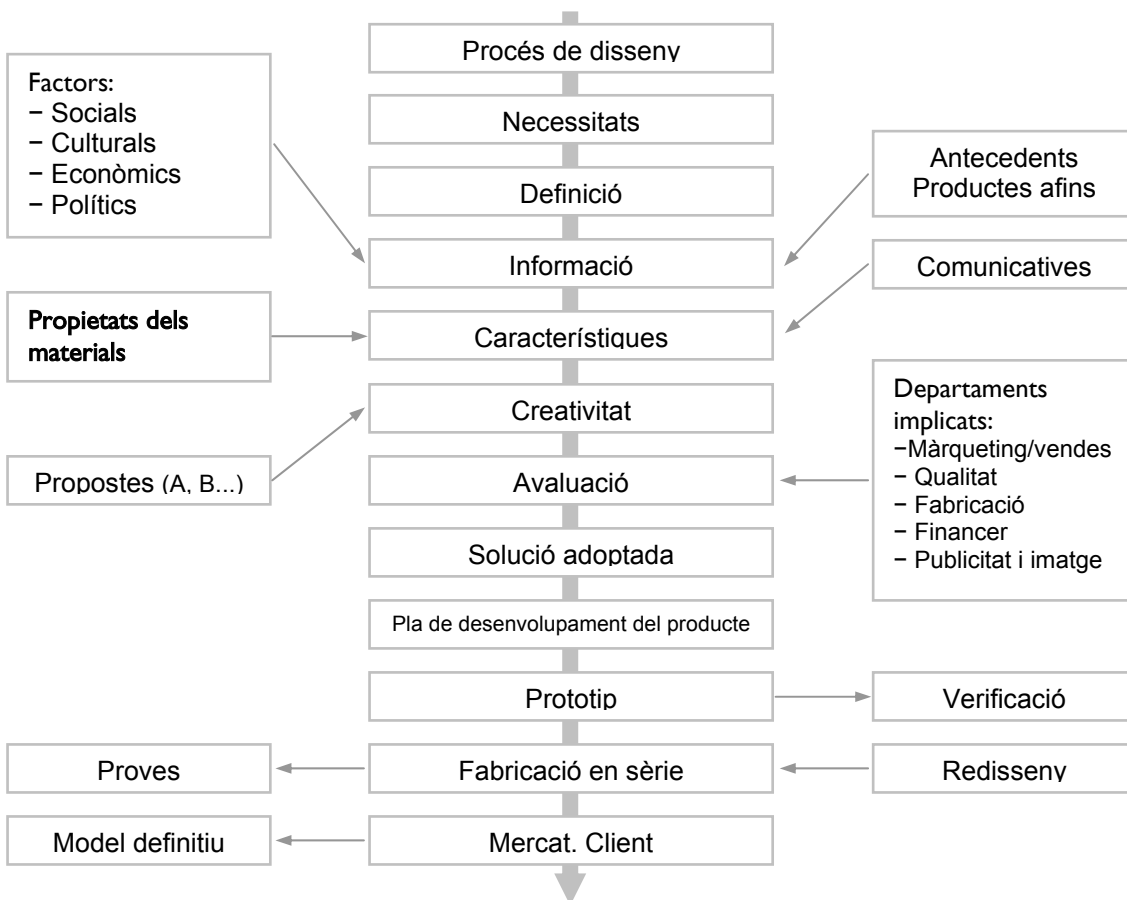 Procés de disseny
Factors:
− Socials
− Culturals
− Econòmics
− Polítics
Necessitats
Antecedents
Productes afins
Definició
Informació
Comunicatives
Propietats dels
materials
Característiques
Creativitat
Departaments
implicats:
−Màrqueting/vendes
− Qualitat
− Fabricació
− Financer
− Publicitat i imatge
Propostes (A, B...)
Avaluació
Solució adoptada
Pla de desenvolupament del producte
Prototip
Verificació
Proves
Fabricació en sèrie
Redisseny
Model definitiu
Mercat. Client